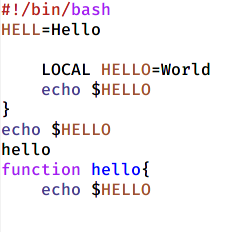 #!/bin/bash
HELL=Hello
LOCAL HELLO=World
echo $HELLO
}
echo $HELLO
hello
function hello{
echo $HELLO